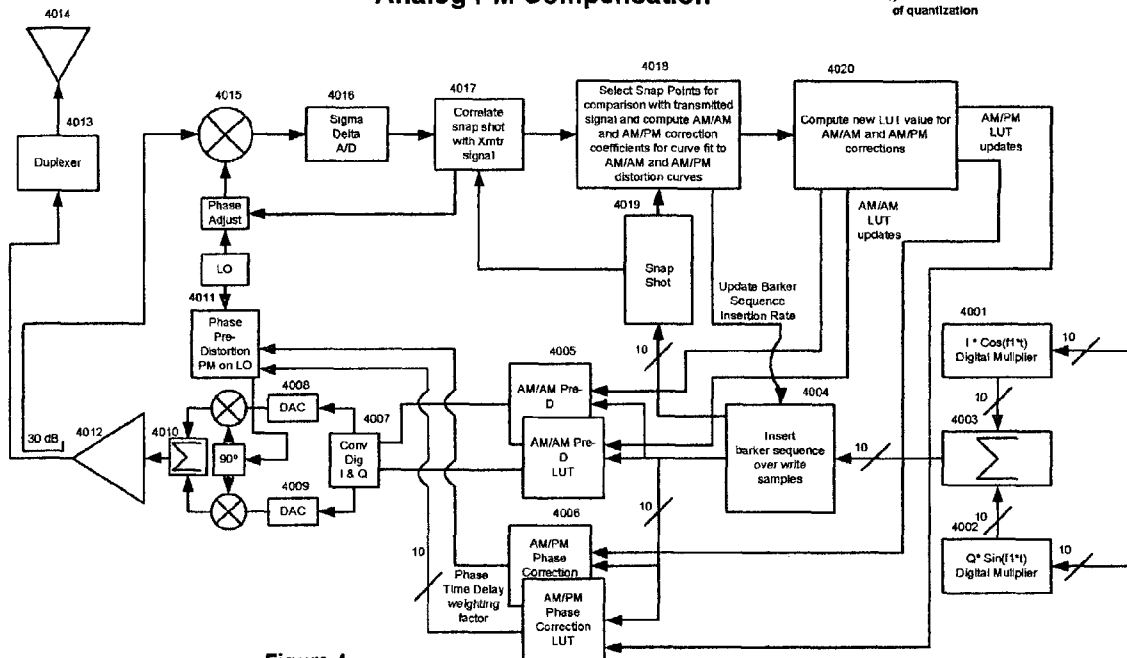 Analog PM Compensation
of quantization
4014
4013
Duplexer
4015
4016
Sigma
Delta
A/D
4017
Correlate
snap shot
with Xmtr
signal
4018
Select Snap Points for
comparison with transmitted
signal and compute AM/AM
and AM/PM correction
coefficients for curve fit to
AM/AM and AM/PM
distortion curves
4020
Compute new LUT value for
AM/AM and AM/PM
corrections
AM/PM
LUT
updates
AM/AM
LUT
updates
Phase
Adjust
LO
4019
Snap
Shot
Update Barker
Sequence
Insertion Rate
4011
Phase
Pre-
Distortion
PM on LO
4001
I * Cos(f1*t)
Digital Muliplier
10
10
4003
Σ
10
4002
10
Q* Sin(f1*t)
Digital Muliplier
10
4004
Insert
barker sequence
over write
samples
10
4005
AM/AM Pre-
D
AM/AM Pre-
D
LUT
4007
Conv
Dig
I & Q
4008
DAC
4009
DAC
90°
4010
Σ
4012
30 dB
10
4006
AM/PM
Phase
Correction
AM/PM
Phase
Correction
LUT
10
Phase
Time Delay
weighting
factor